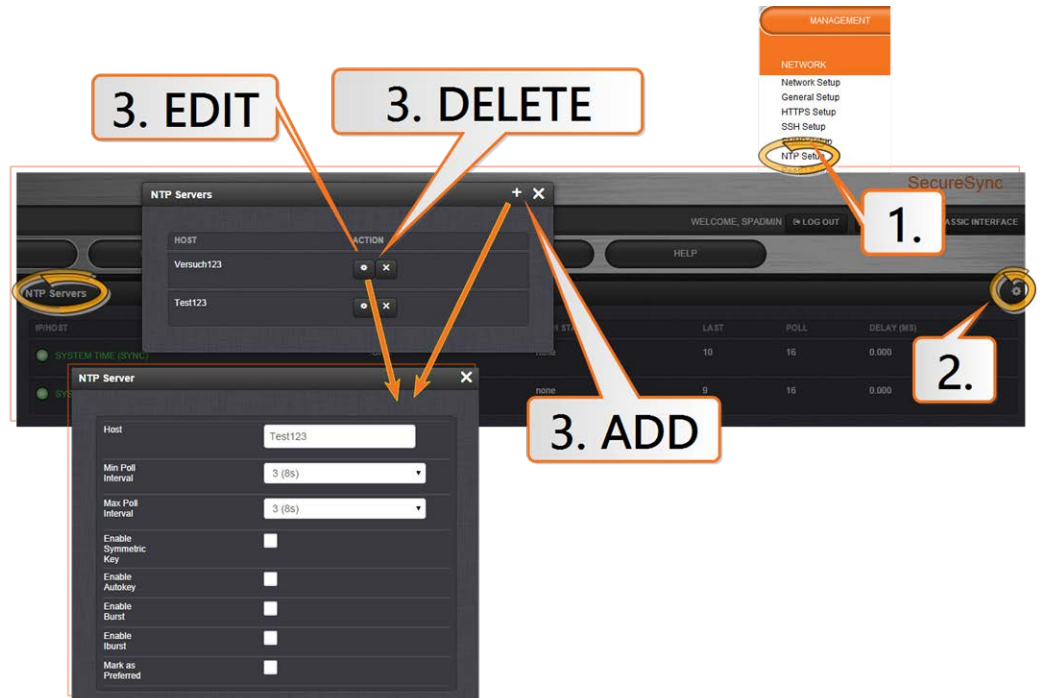 MANAGEMENT
NETWORK
Network Setup
General Setup
HTTPS Setup
SSH Setup
NTP Setup
3. EDIT
3. DELETE
1.
SecureSync
NTP Servers
+ ×
WELCOME, SPADMIN
LOG OUT
ASSIC INTERFACE
HELP
HOST
ACTION
Versuch123
Test123
NTP Servers
2.
IP/HOST
LAST
POLL
DELAY (MS)
SYSTEM TIME (SYNC)
none
10
16
0.000
SYS
none
9
16
0.000
3. ADD
NTP Server
×
Host
Test123
Min Poll
Interval
3 (8s)
Max Poll
Interval
3 (8s)
Enable
Symmetric
Key
Enable
Autokey
Enable
Burst
Enable
Iburst
Mark as
Preferred